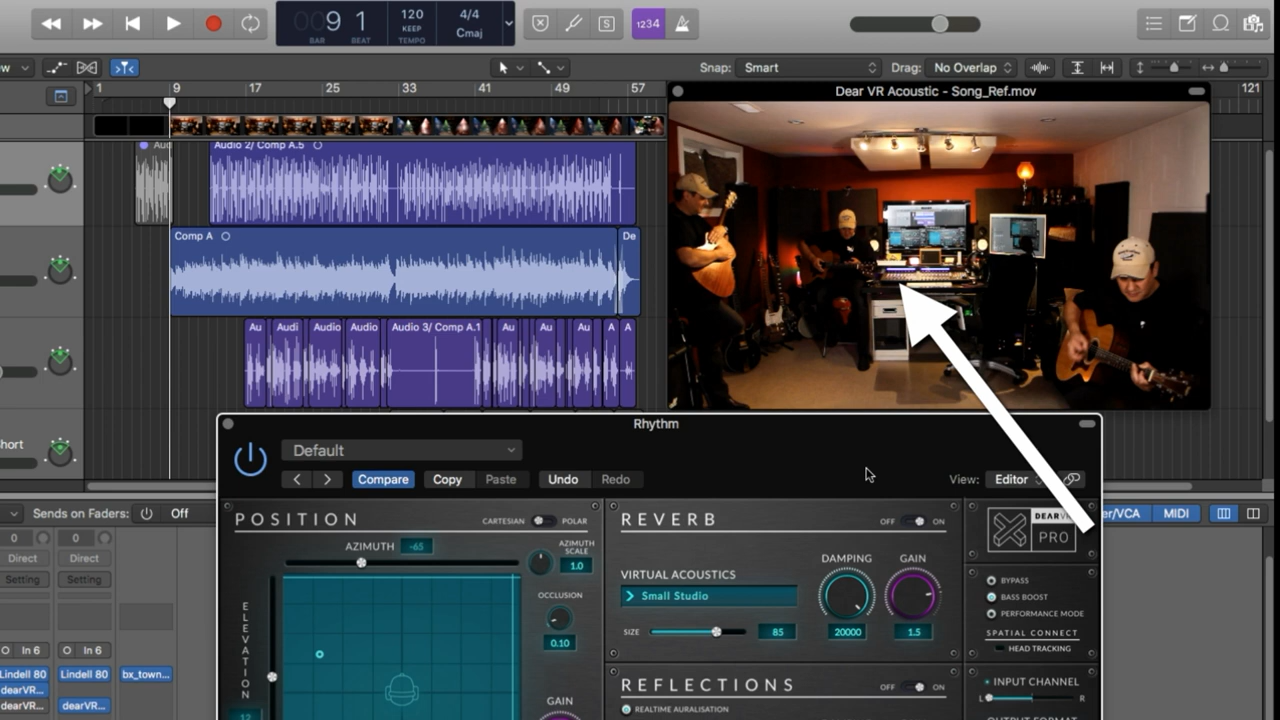 9 1
BAR BEAT
120
KEEP
TEMPO
4/4
Cmaj
S
1234
Snap: Smart
Drag: No Overlap
1 9 17 25 33 41 49 57 121
Dear VR Acoustic - Song_Ref.mov
Aud
Audio 2/ Comp A.5
Comp A
De
Au Audi Audio Audio Audio 3/ Comp A.1 Au Au Au A A
hort
Rhythm
Default
Compare Copy Paste Undo Redo
View: Editor
Sends on Faders: Off
er/VCA MIDI
0 0
Direct Direct
Setting Setting
In 6 In 6
Lindell 80 Lindell 80 bx_town...
dearVR...
dearVR... dearVR...
POSITION
CARTESIAN POLAR
AZIMUTH -65
AZIMUTH
SCALE
1.0
OCCLUSION
0.10
GAIN
ELEVATION
12
REVERB
OFF ON
VIRTUAL ACOUSTICS
Small Studio
SIZE 85
DAMPING
20000
GAIN
1.5
REFLECTIONS
OFF ON
REALTIME AURALISATION
DEARVR
PRO
BYPASS
BASS BOOST
PERFORMANCE MODE
SPATIAL CONNECT
HEAD TRACKING
INPUT CHANNEL
L R
OUTPUT FORMAT